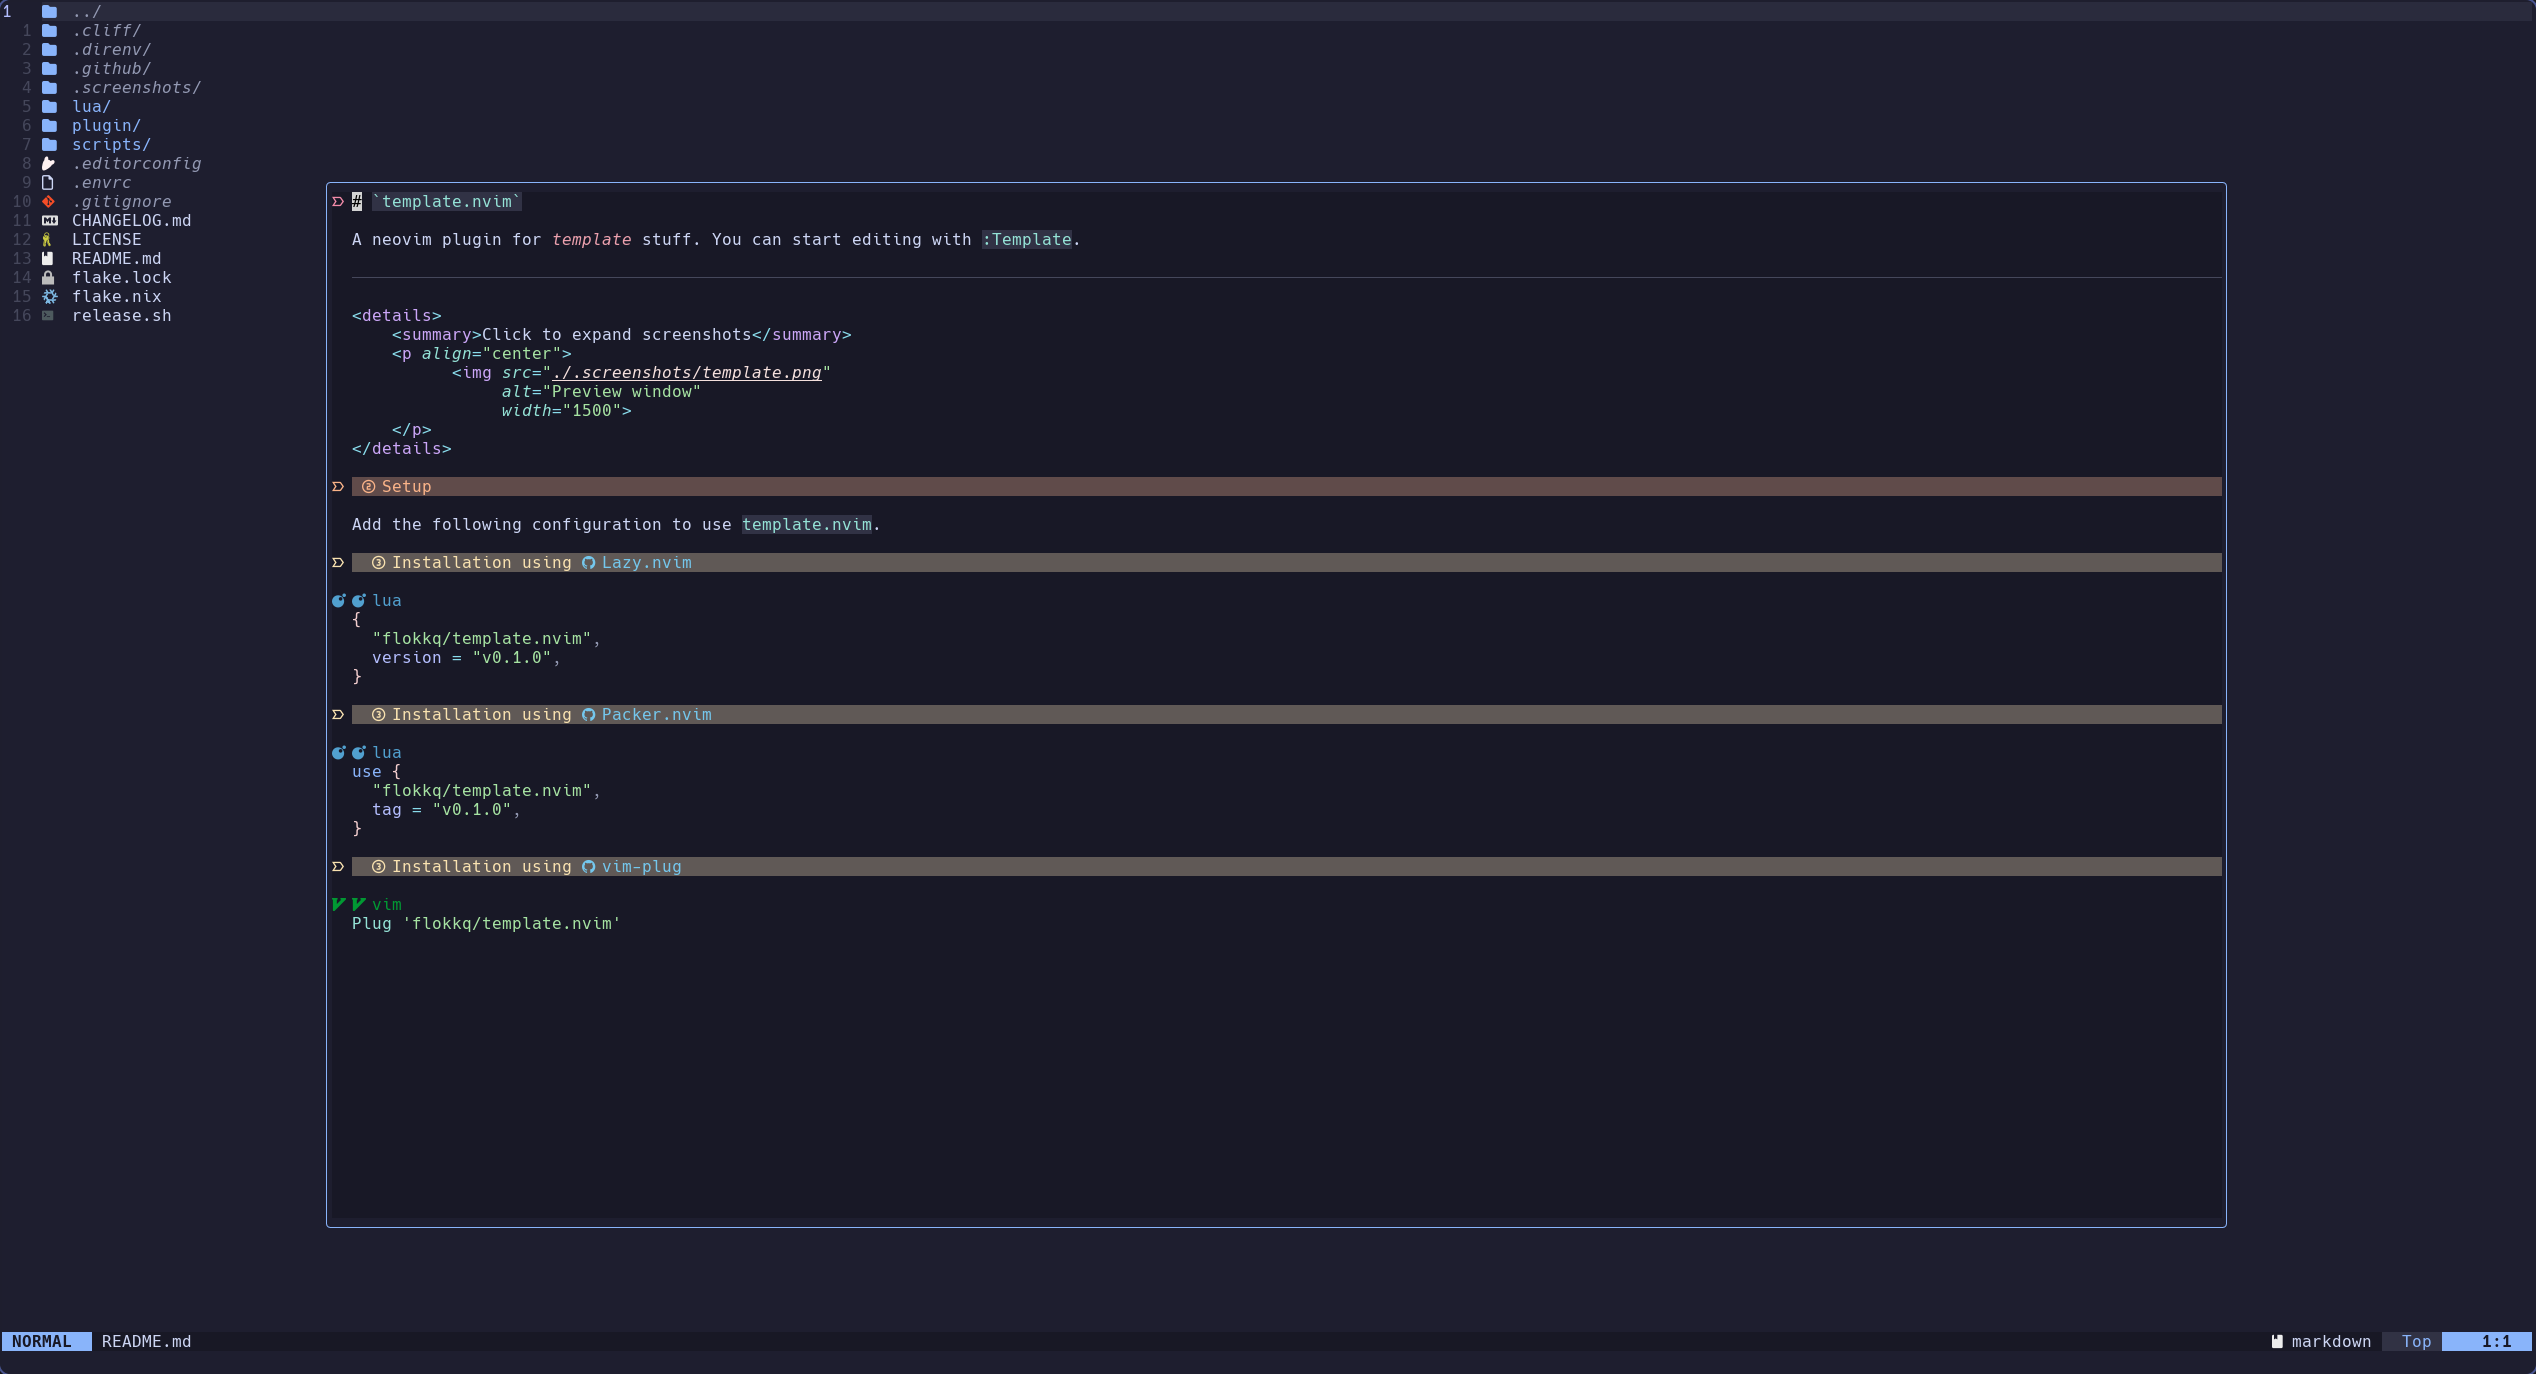 1 ../
1 .cliff/
2 .direnv/
3 .github/
4 .screenshots/
5 lua/
6 plugin/
7 scripts/
8 .editorconfig
9 .envrc
10 .gitignore
11 CHANGELOG.md
12 LICENSE
13 README.md
14 flake.lock
15 flake.nix
16 release.sh
# `template.nvim`
A neovim plugin for template stuff. You can start editing with :Template.
<details>
    <summary>Click to expand screenshots</summary>
    <p align="center">
          <img src="./.screenshots/template.png"
               alt="Preview window"
               width="1500">
    </p>
</details>
② Setup
Add the following configuration to use template.nvim.
③ Installation using Lazy.nvim
lua
{
  "flokkq/template.nvim",
  version = "v0.1.0",
}
③ Installation using Packer.nvim
lua
use {
  "flokkq/template.nvim",
  tag = "v0.1.0",
}
③ Installation using vim-plug
vim
Plug 'flokkq/template.nvim'
NORMAL README.md markdown Top 1:1